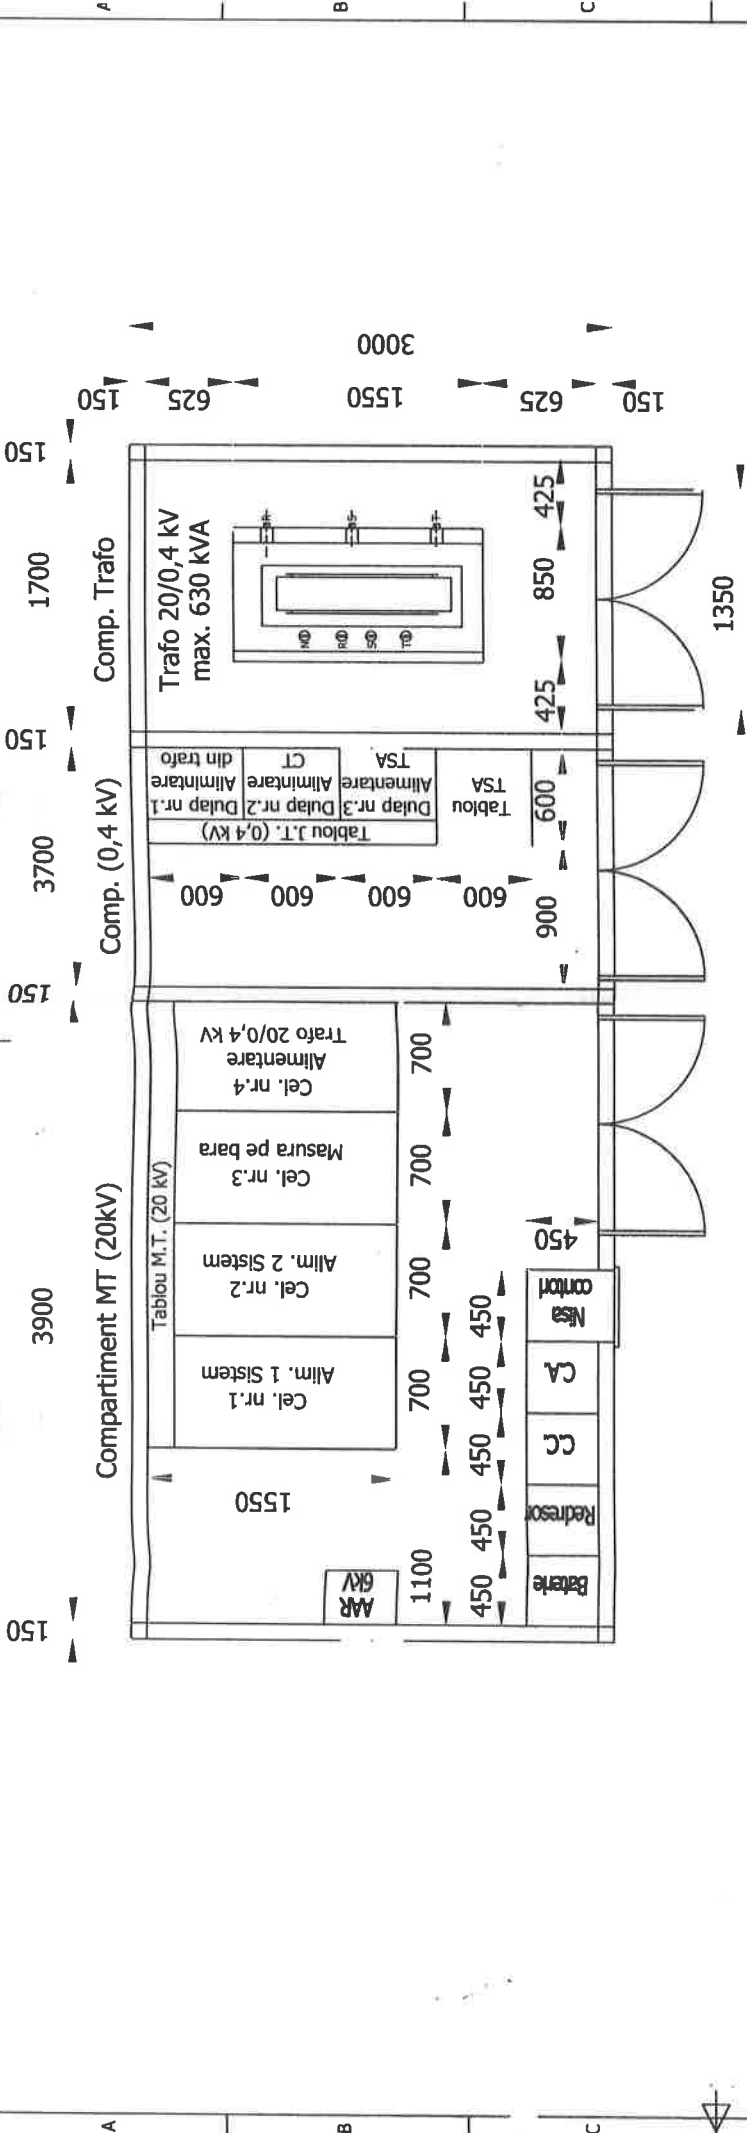 A
B
C
3000
150
625
1550
625
150
150
1700
150
3700
150
3900
150
Comp. Trafo
Comp. (0,4 kV)
Compartiment MT (20kV)
Trafo 20/0,4 kV
max. 630 kVA
N
R
S
T
425
850
425
1350
Dulap nr.1
Alimintare
din trafo
Dulap nr.2
Alimintare
CT
Dulap nr.3
Alimentare
TSA
Tablou
TSA
Tablou J.T. (0,4 kV)
600
600
600
600
600
900
Tablou M.T. (20 kV)
Cel. nr.4
Alimentare
Trafo 20/0,4 kV
Cel. nr.3
Masura pe bara
Cel. nr.2
Alim. 2 Sistem
Cel. nr.1
Alim. 1 Sistem
700
700
700
700
1100
1550
AAR
6kV
450
450
450
450
450
450
Nisa
contori
CA
CC
Redresor
Baterie
A
B
C